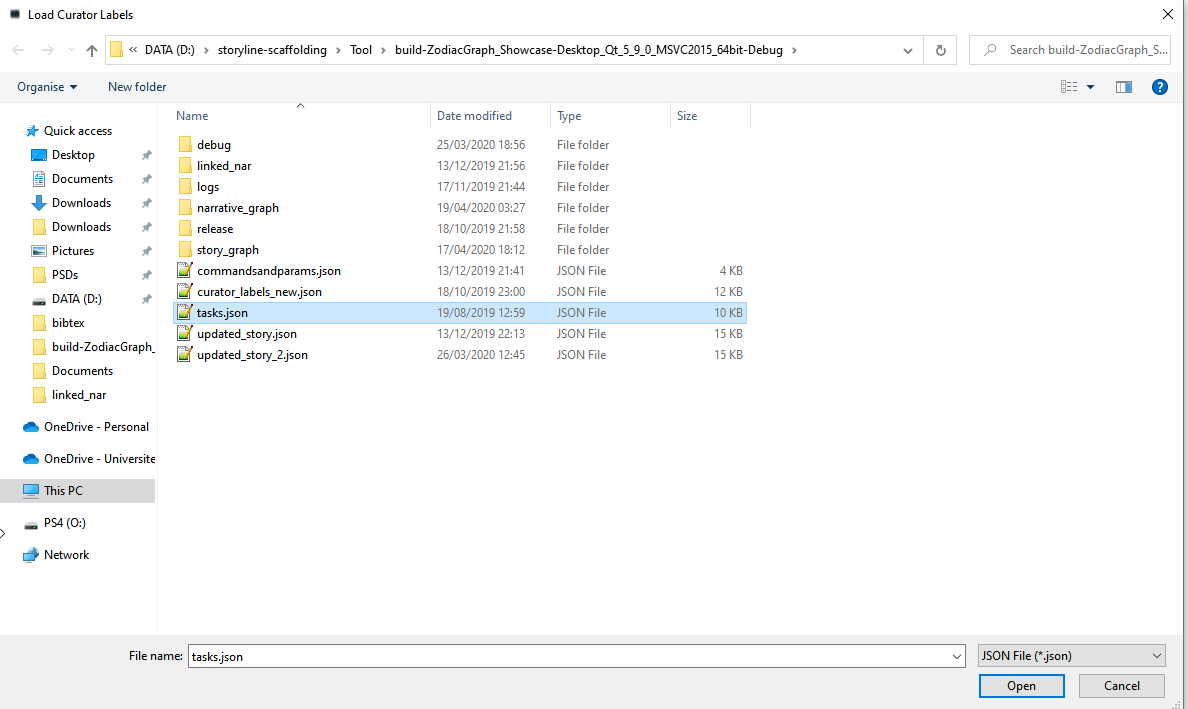 Load Curator Labels
« DATA (D:) › storyline-scaffolding › Tool › build-ZodiacGraph_Showcase-Desktop_Qt_5_9_0_MSVC2015_64bit-Debug ›
Search build-ZodiacGraph_S...
Organise New folder
?
Name Date modified Type Size
Quick access
Desktop
Documents
Downloads
Downloads
Pictures
PSDs
DATA (D:)
bibtex
build-ZodiacGraph_
Documents
linked_nar
OneDrive - Personal
OneDrive - Universite
This PC
PS4 (O:)
Network
debug 25/03/2020 18:56 File folder
linked_nar 13/12/2019 21:56 File folder
logs 17/11/2019 21:44 File folder
narrative_graph 19/04/2020 03:27 File folder
release 18/10/2019 21:58 File folder
story_graph 17/04/2020 18:12 File folder
commandsandparams.json 13/12/2019 21:41 JSON File 4 KB
curator_labels_new.json 18/10/2019 23:00 JSON File 12 KB
tasks.json 19/08/2019 12:59 JSON File 10 KB
updated_story.json 13/12/2019 22:13 JSON File 15 KB
updated_story_2.json 26/03/2020 12:45 JSON File 15 KB
File name: tasks.json
JSON File (*.json)
Open Cancel